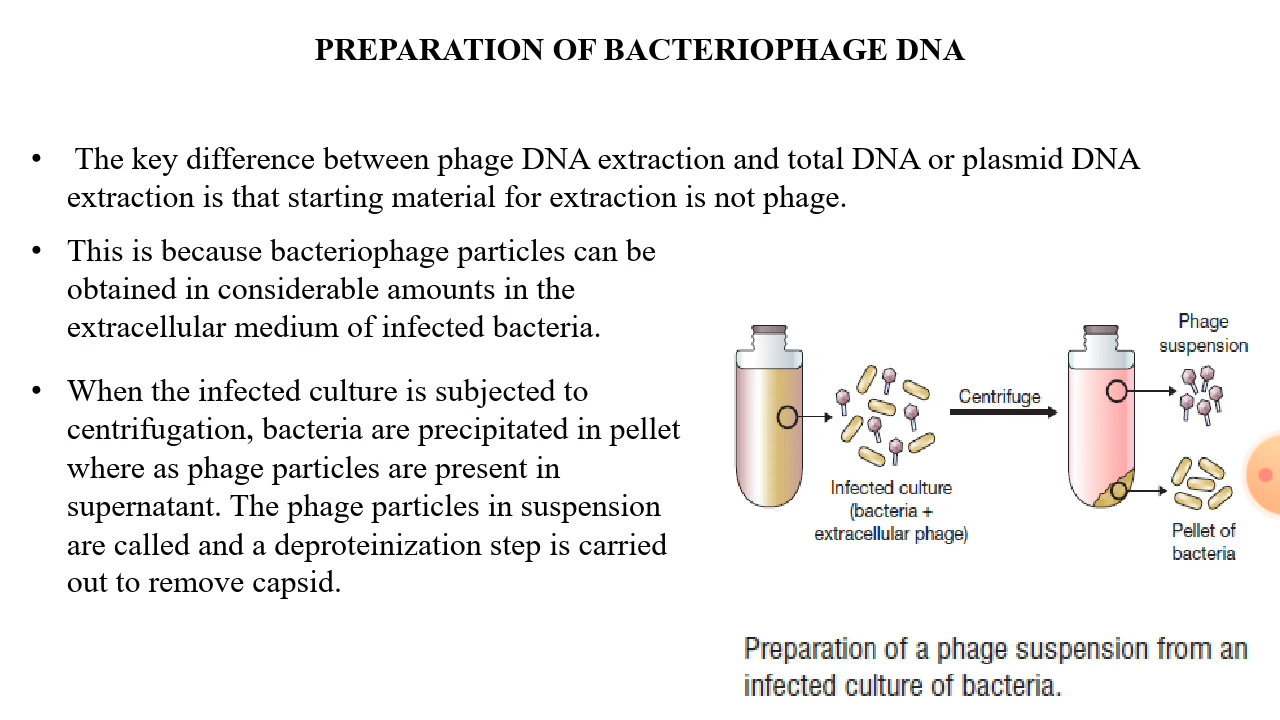 PREPARATION OF BACTERIOPHAGE DNA
• The key difference between phage DNA extraction and total DNA or plasmid DNA
extraction is that starting material for extraction is not phage.
• This is because bacteriophage particles can be
obtained in considerable amounts in the
extracellular medium of infected bacteria.
• When the infected culture is subjected to
centrifugation, bacteria are precipitated in pellet
where as phage particles are present in
supernatant. The phage particles in suspension
are called and a deproteinization step is carried
out to remove capsid.
Infected culture
(bacteria +
extracellular phage)
Centrifuge
Phage
suspension
Pellet of
bacteria
Preparation of a phage suspension from an
infected culture of bacteria.